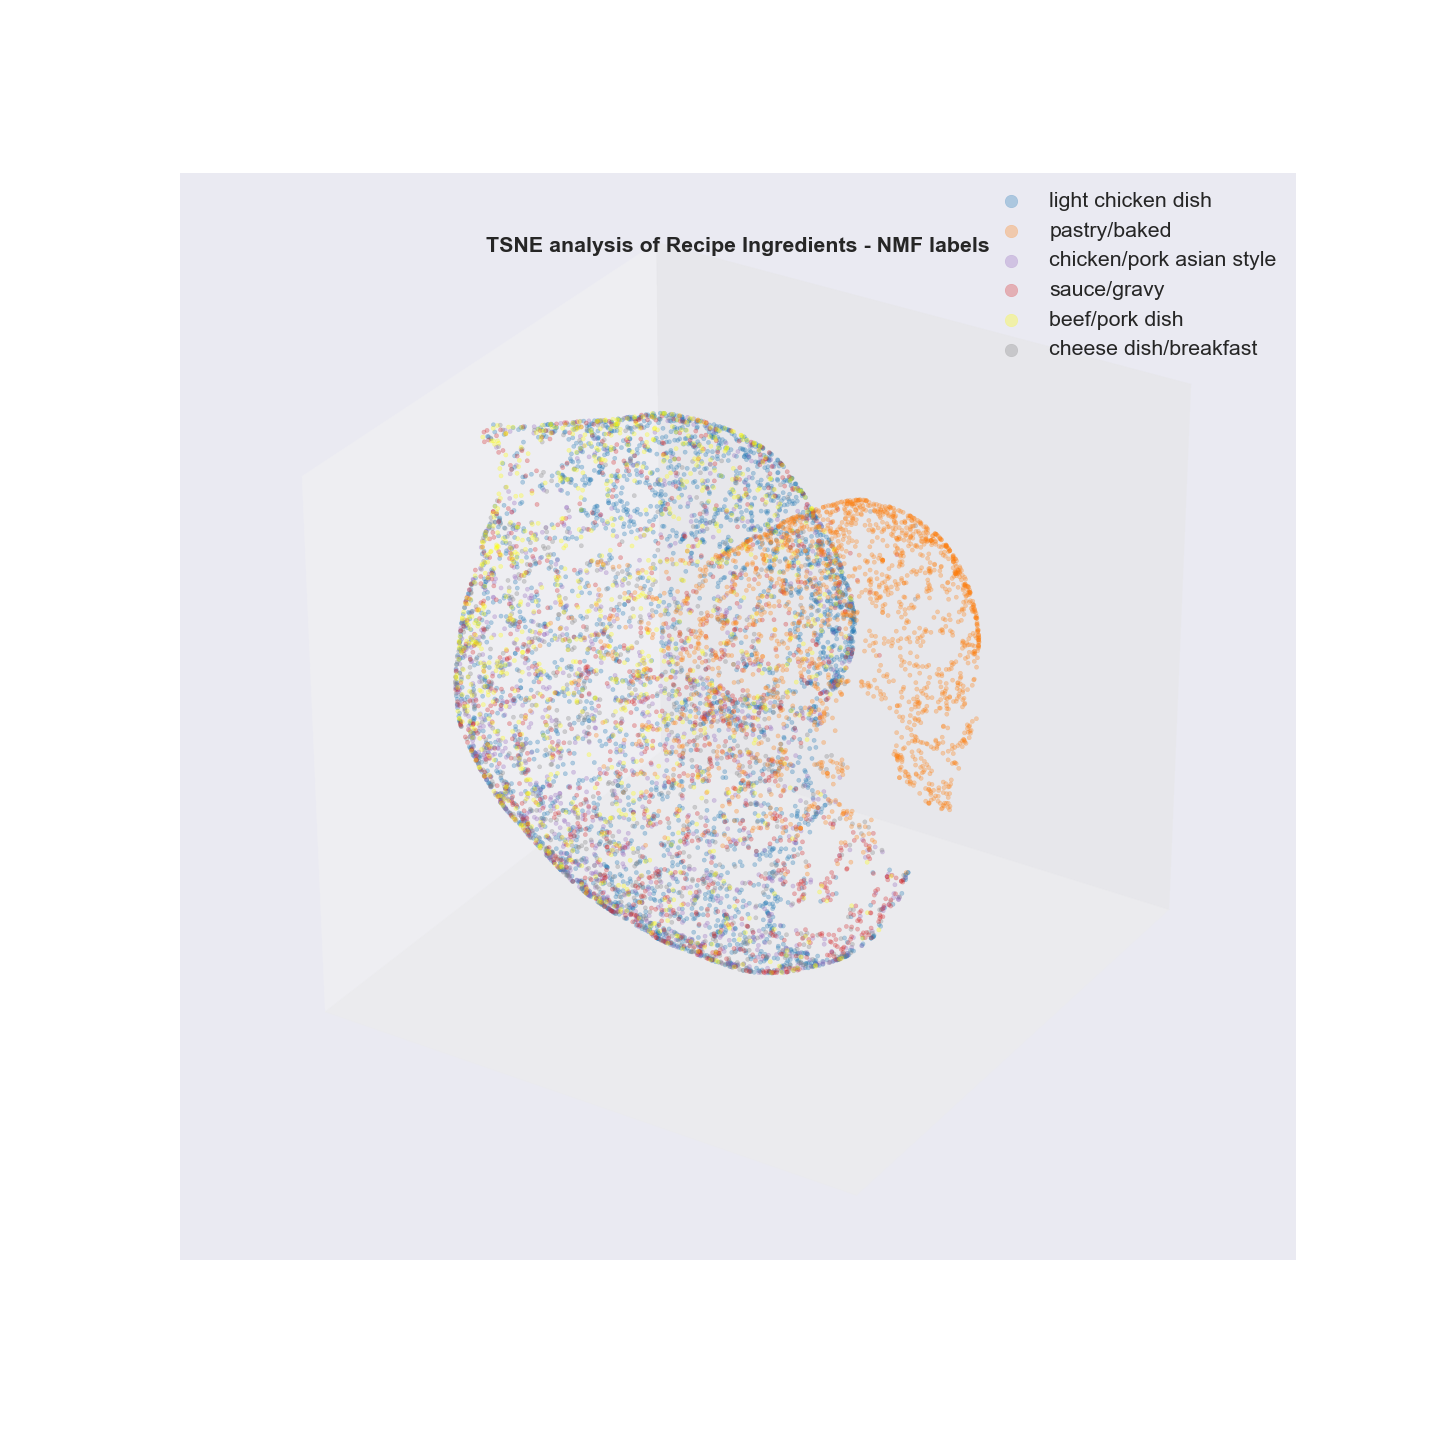 TSNE analysis of Recipe Ingredients - NMF labels
light chicken dish
pastry/baked
chicken/pork asian style
sauce/gravy
beef/pork dish
cheese dish/breakfast